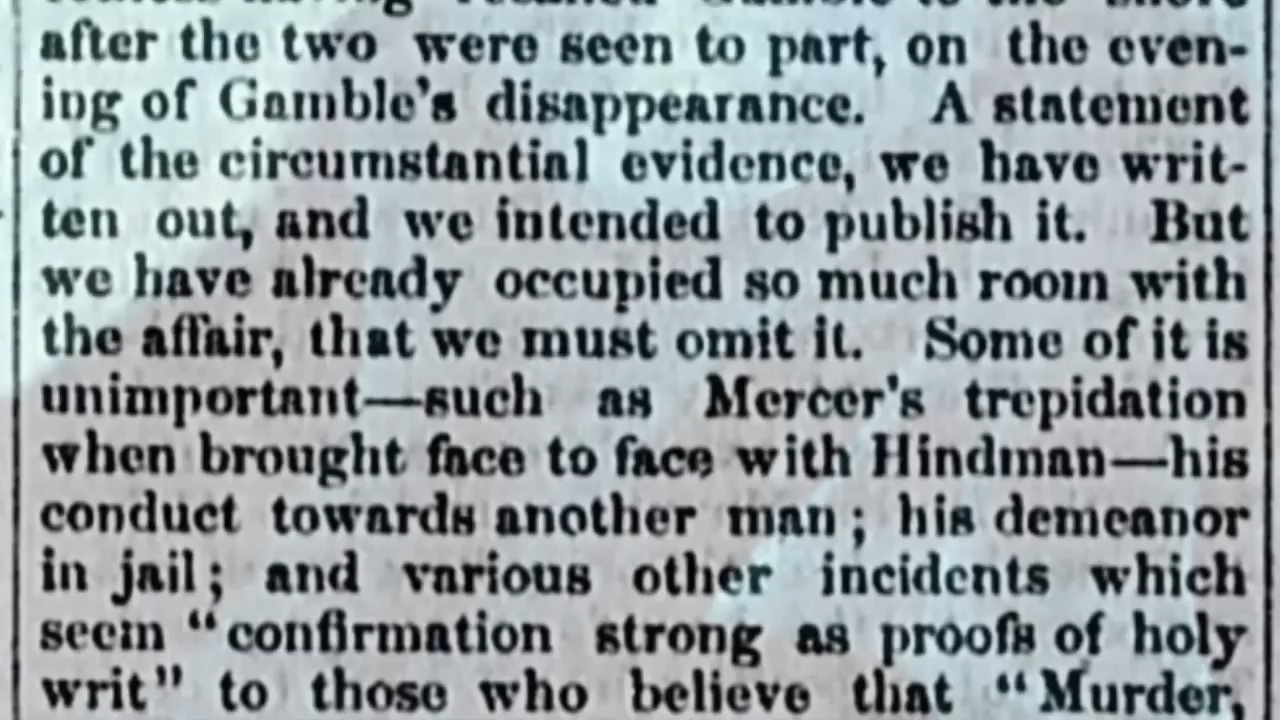 after the two were seen to part, on the even-
ing of Gamble's disappearance. A statement
of the circumstantial evidence, we have writ-
ten out, and we intended to publish it. But
we have already occupied so much room with
the affair, that we must omit it. Some of it is
unimportant—such as Mercer's trepidation
when brought face to face with Hindman—his
conduct towards another man; his demeanor
in jail; and various other incidents which
seem "confirmation strong as proofs of holy
writ" to those who believe that "Murder,